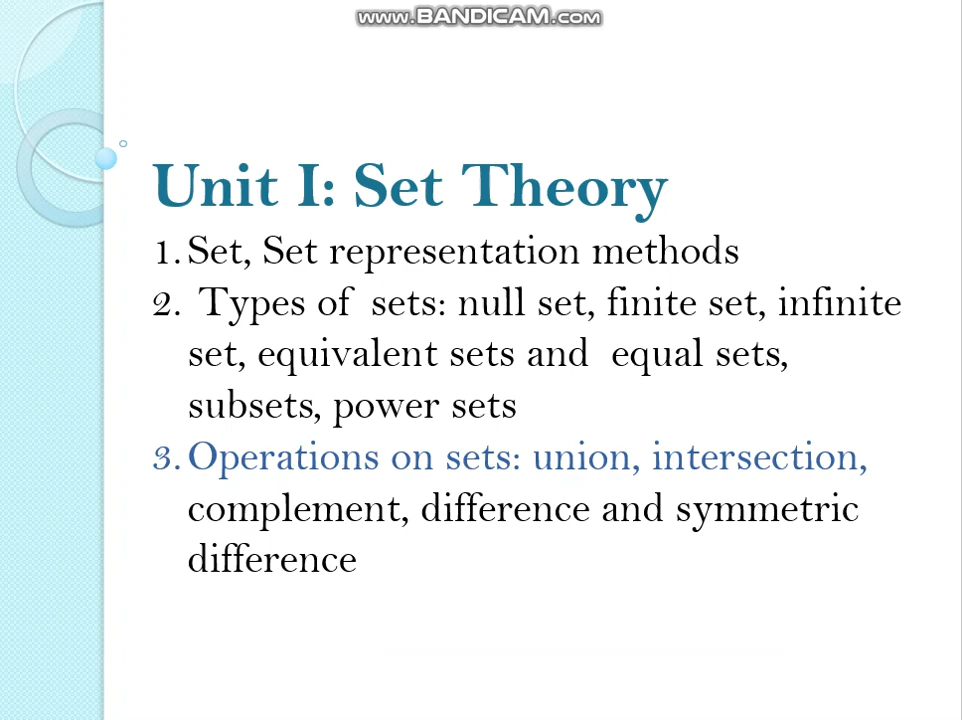 www.BANDICAM.com
Unit I: Set Theory
1. Set, Set representation methods
2. Types of sets: null set, finite set, infinite
set, equivalent sets and equal sets,
subsets, power sets
3. Operations on sets: union, intersection,
complement, difference and symmetric
difference